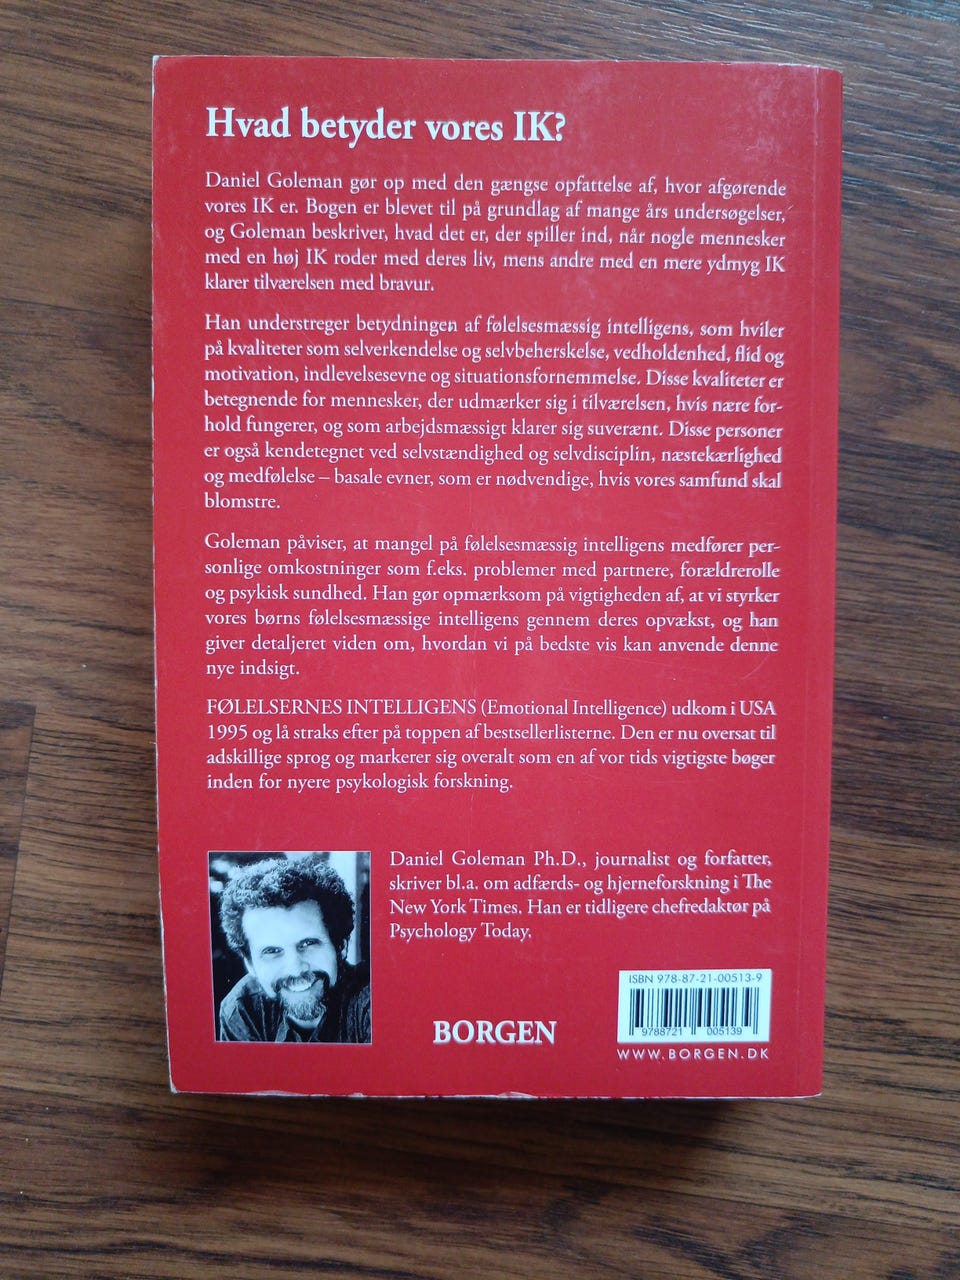 Hvad betyder vores IK?
Daniel Goleman gør op med den gængse opfattelse af, hvor afgørende
vores IK er. Bogen er blevet til på grundlag af mange års undersøgelser,
og Goleman beskriver, hvad det er, der spiller ind, når nogle mennesker
med en høj IK roder med deres liv, mens andre med en mere ydmyg IK
klarer tilværelsen med bravur.
Han understreger betydningen af følelsesmæssig intelligens, som hviler
på kvaliteter som selverkendelse og selvbeherskelse, vedholdenhed, flid og
motivation, indlevelsesevne og situationsfornemmelse. Disse kvaliteter er
betegnende for mennesker, der udmærker sig i tilværelsen, hvis nære for-
hold fungerer, og som arbejdsmæssigt klarer sig suverænt. Disse personer
er også kendetegnet ved selvstændighed og selvdisciplin, næstekærlighed
og medfølelse – basale evner, som er nødvendige, hvis vores samfund skal
blomstre.
Goleman påviser, at mangel på følelsesmæssig intelligens medfører per-
sonlige omkostninger som f.eks. problemer med partnere, forældrerolle
og psykisk sundhed. Han gør opmærksom på vigtigheden af, at vi styrker
vores børns følelsesmæssige intelligens gennem deres opvækst, og han
giver detaljeret viden om, hvordan vi på bedste vis kan anvende denne
nye indsigt.
FØLELSERNES INTELLIGENS (Emotional Intelligence) udkom i USA
1995 og lå straks efter på toppen af bestsellerlisterne. Den er nu oversat til
adskillige sprog og markerer sig overalt som en af vor tids vigtigste bøger
inden for nyere psykologisk forskning.
Daniel Goleman Ph.D., journalist og forfatter,
skriver bl.a. om adfærds- og hjerneforskning i The
New York Times. Han er tidligere chefredaktør på
Psychology Today.
BORGEN
ISBN 978-87-21-00513-9
9788721 005139
WWW.BORGEN.DK